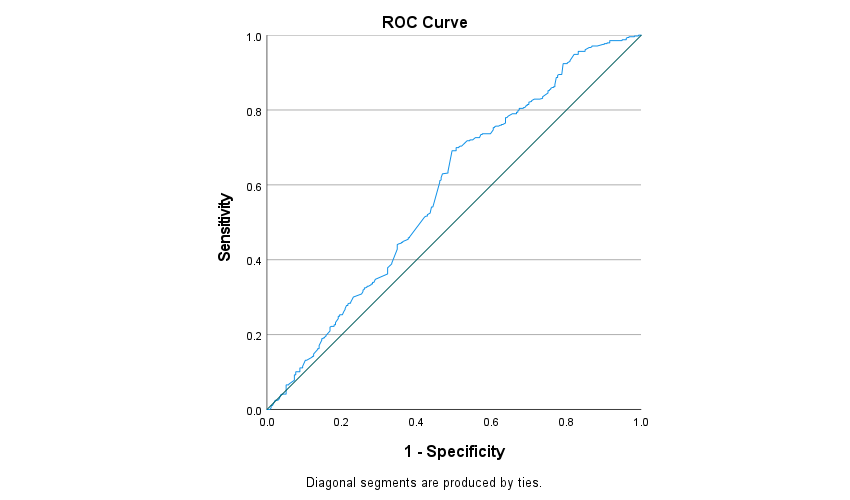 ROC Curve
1.0
0.8
0.6
0.4
0.2
0.0
Sensitivity
0.0 0.2 0.4 0.6 0.8 1.0
1 - Specificity
Diagonal segments are produced by ties.